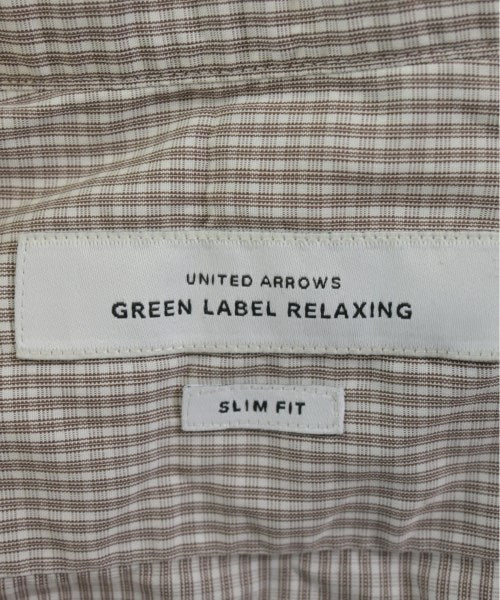 UNITED ARROWS
GREEN LABEL RELAXING
SLIM FIT